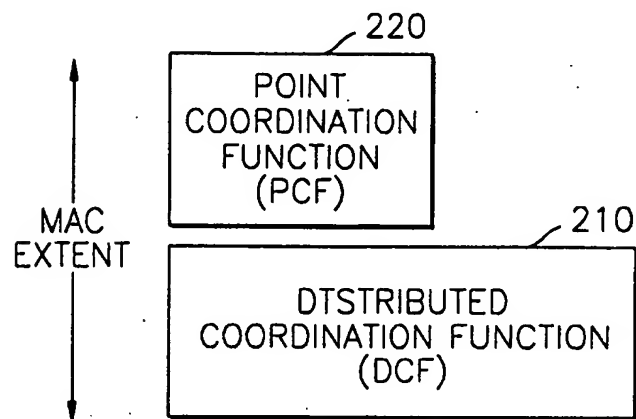 220
POINT
COORDINATION
FUNCTION
(PCF)
MAC
EXTENT
210
DTSTRIBUTED
COORDINATION FUNCTION
(DCF)